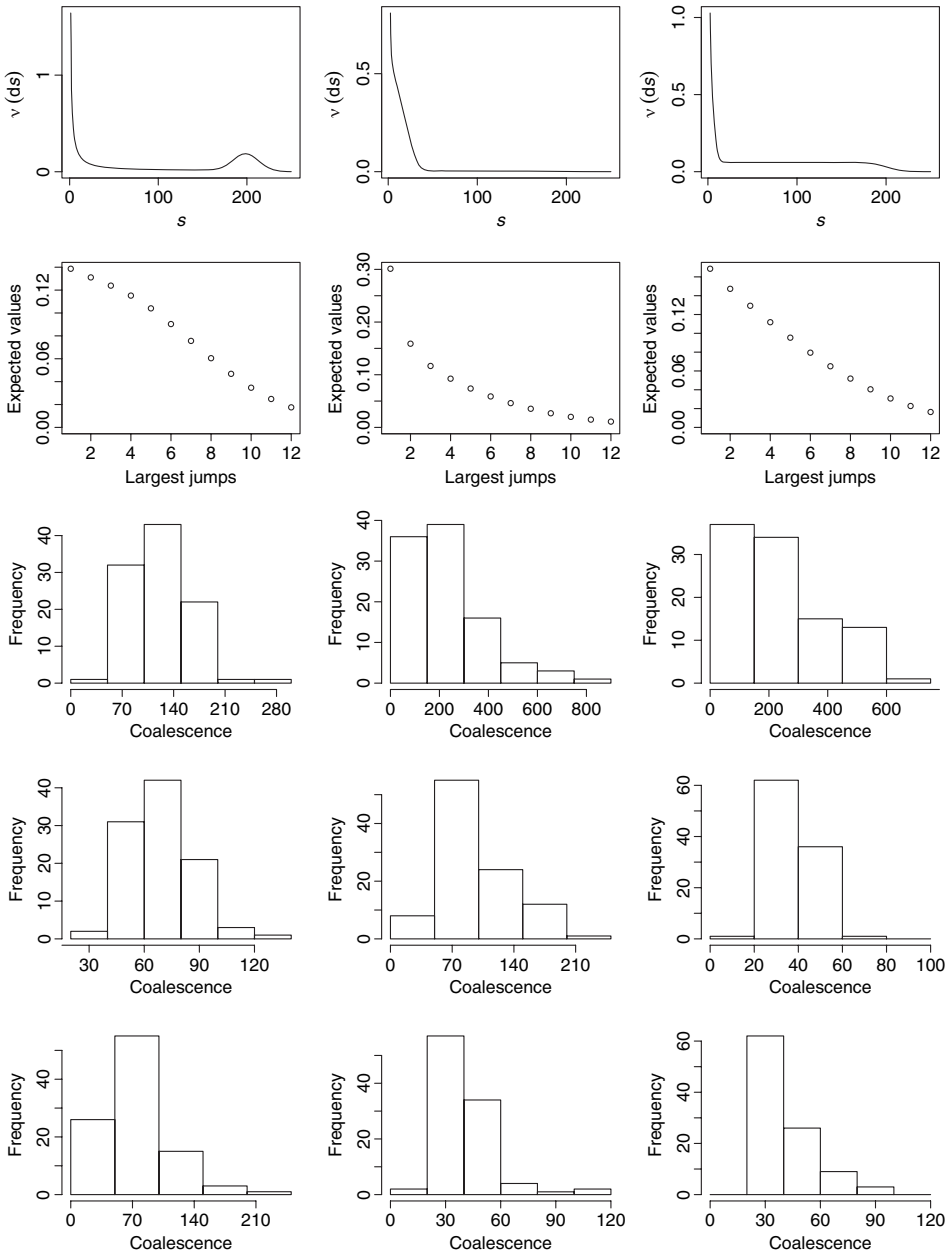 ν (ds)
1
0
0 100 200
s
ν (ds)
0.5
0.0
0 100 200
s
ν (ds)
1.0
0.5
0.0
0 100 200
s
Expected values
0.12
0.06
0.00
2 4 6 8 10 12
Largest jumps
Expected values
0.30
0.20
0.10
0.00
2 4 6 8 10 12
Largest jumps
Expected values
0.12
0.06
0.00
2 4 6 8 10 12
Largest jumps
Frequency
40
30
20
10
0
0 70 140 210 280
Coalescence
Frequency
40
30
20
10
0
0 200 400 600 800
Coalescence
Frequency
30
20
10
0
0 200 400 600
Coalescence
Frequency
40
30
20
10
0
30 60 90 120
Coalescence
Frequency
40
20
0
0 70 140 210
Coalescence
Frequency
60
40
20
0
0 20 40 60 80 100
Coalescence
Frequency
40
20
0
0 70 140 210
Coalescence
Frequency
40
20
0
0 30 60 90 120
Coalescence
Frequency
60
40
20
0
0 30 60 90 120
Coalescence